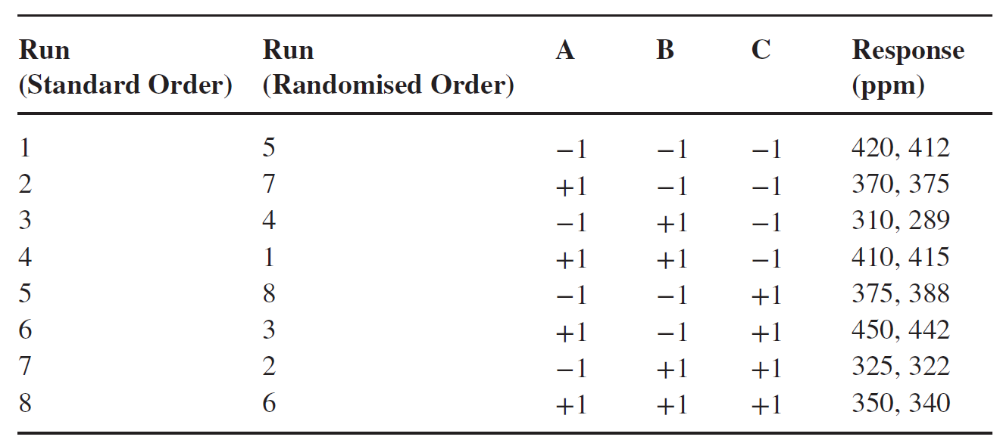 Run Run A B C Response
(Standard Order) (Randomised Order) (ppm)
1 5 −1 −1 −1 420, 412
2 7 +1 −1 −1 370, 375
3 4 −1 +1 −1 310, 289
4 1 +1 +1 −1 410, 415
5 8 −1 −1 +1 375, 388
6 3 +1 −1 +1 450, 442
7 2 −1 +1 +1 325, 322
8 6 +1 +1 +1 350, 340